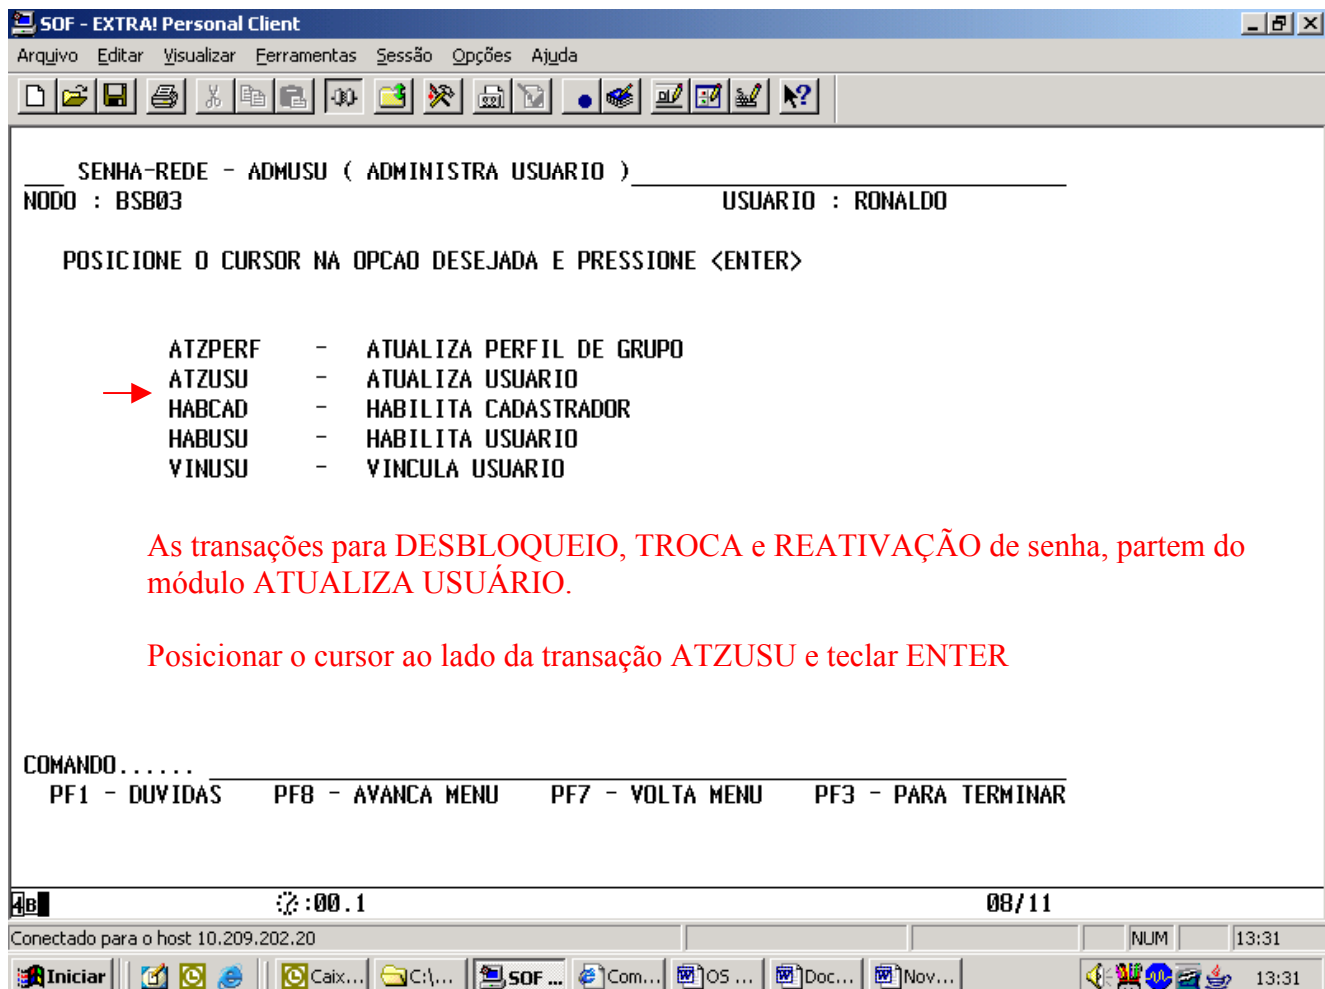 SOF - EXTRA! Personal Client
Arquivo Editar Visualizar Ferramentas Sessão Opções Ajuda
SENHA-REDE - ADMUSU ( ADMINISTRA USUARIO )
NODO : BSB03 USUARIO : RONALDO
POSICIONE O CURSOR NA OPCAO DESEJADA E PRESSIONE <ENTER>
ATZPERF - ATUALIZA PERFIL DE GRUPO
ATZUSU - ATUALIZA USUARIO
HABCAD - HABILITA CADASTRADOR
HABUSU - HABILITA USUARIO
VINUSU - VINCULA USUARIO
As transações para DESBLOQUEIO, TROCA e REATIVAÇÃO de senha, partem do
módulo ATUALIZA USUÁRIO.
Posicionar o cursor ao lado da transação ATZUSU e teclar ENTER
COMANDO......
PF1 - DUVIDAS PF8 - AVANCA MENU PF7 - VOLTA MENU PF3 - PARA TERMINAR
4B :00.1 08/11
Conectado para o host 10.209.202.20 NUM 13:31
Iniciar Caix... C:\... SOF ... Com... OS ... Doc... Nov... 13:31